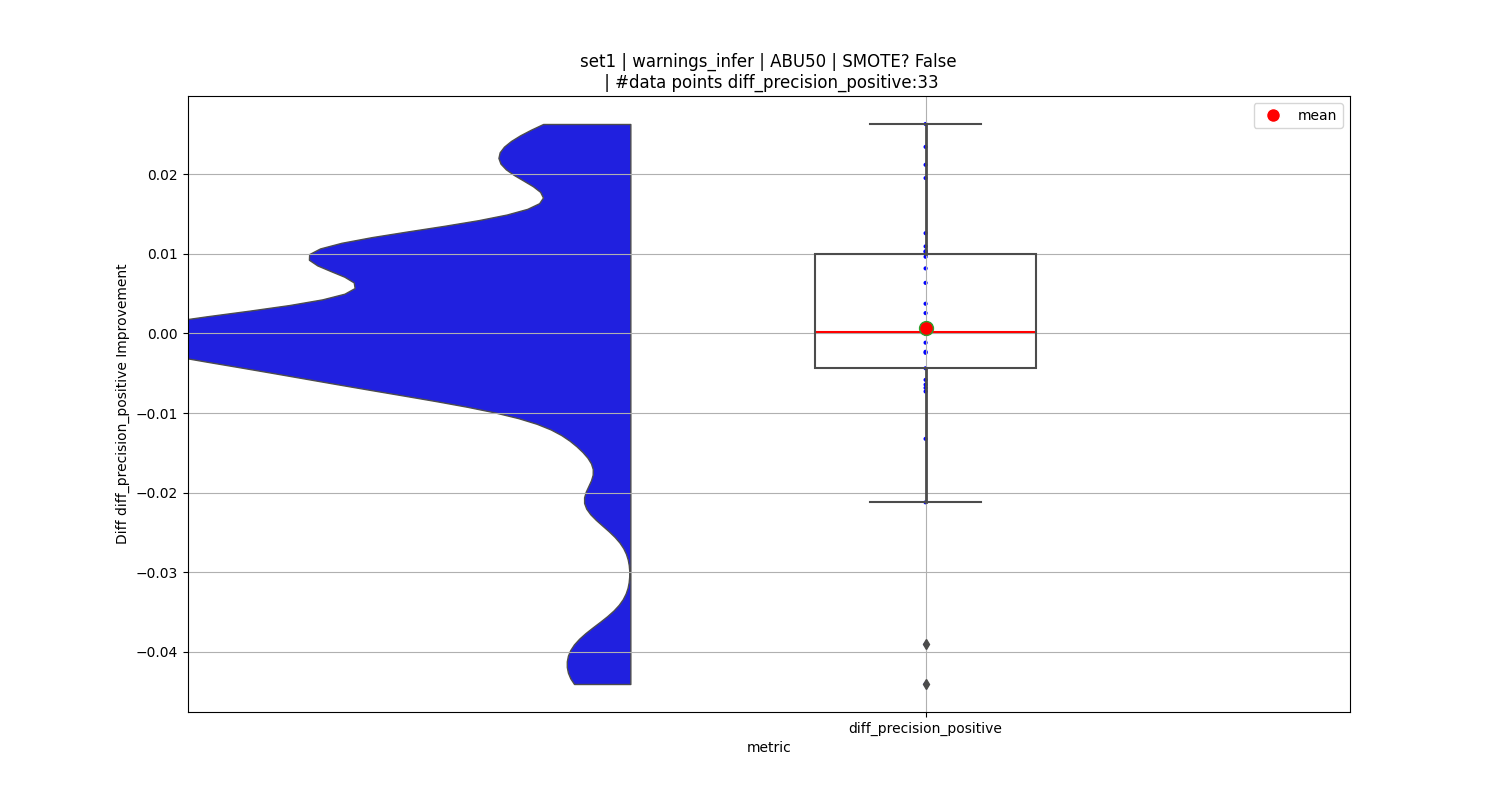 set1 | warnings_infer | ABU50 | SMOTE? False
| #data points diff_precision_positive:33
mean
Diff diff_precision_positive Improvement
0.02
0.01
0.00
−0.01
−0.02
−0.03
−0.04
diff_precision_positive
metric